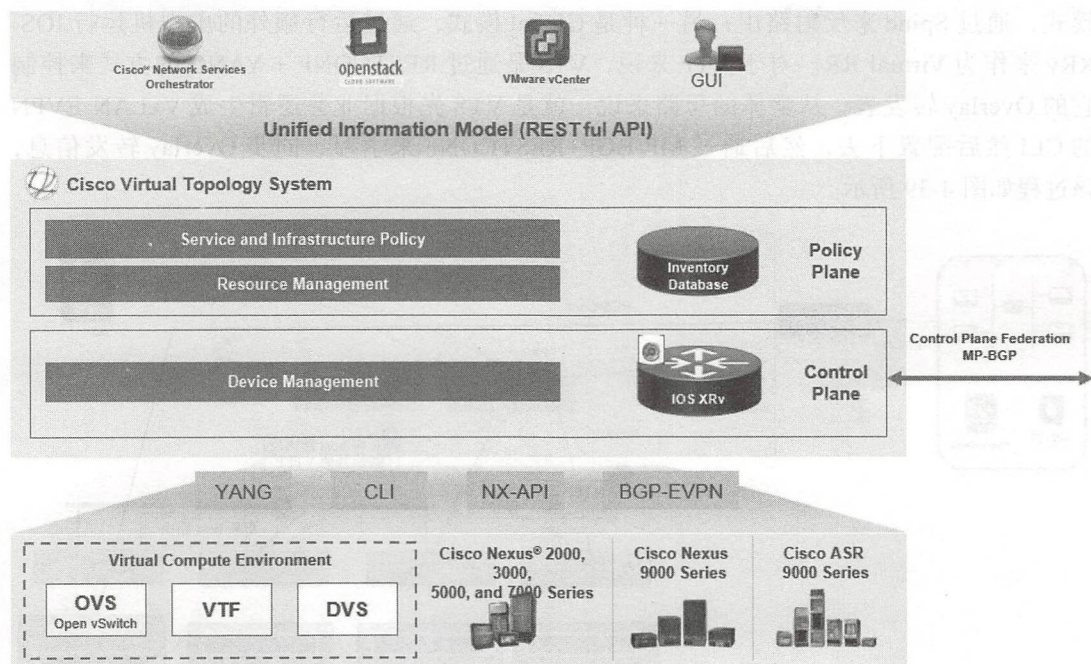 Cisco℠ Network Services
Orchestrator
openstack
CLOUD SOFTWARE
VMware vCenter
GUI
Unified Information Model (RESTful API)
Cisco Virtual Topology System
Service and Infrastructure Policy
Resource Management
Inventory
Database
Policy
Plane
Device Management
IOS XRv
Control
Plane
Control Plane Federation
MP-BGP
YANG
CLI
NX-API
BGP-EVPN
Virtual Compute Environment
OVS
Open vSwitch
VTF
DVS
Cisco Nexus® 2000,
3000,
5000, and 7000 Series
Cisco Nexus
9000 Series
Cisco ASR
9000 Series